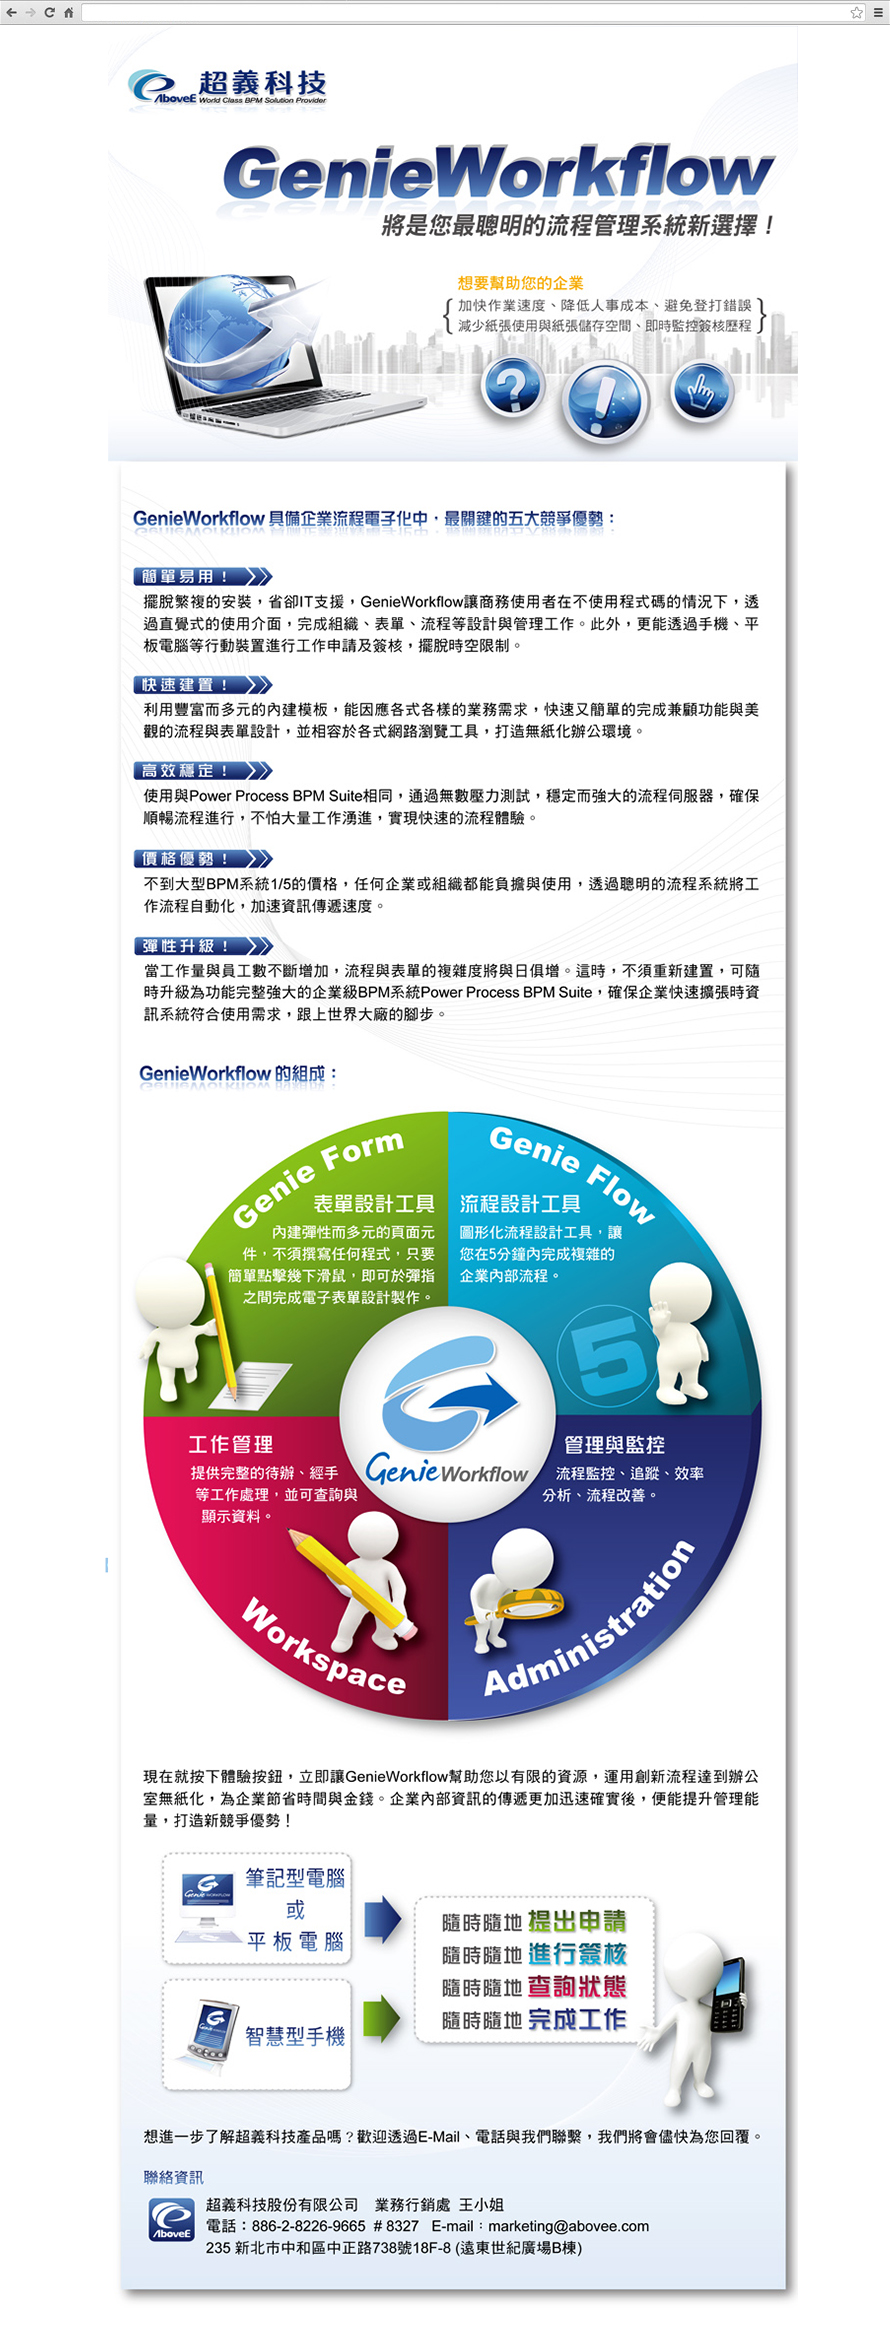 AboveE 超義科技
World Class BPM Solution Provider
GenieWorkflow
將是您最聰明的流程管理系統新選擇！
想要幫助您的企業
加快作業速度、降低人事成本、避免登打錯誤
減少紙張使用與紙張儲存空間、即時監控簽核歷程
GenieWorkflow 具備企業流程電子化中，最關鍵的五大競爭優勢：
簡單易用！
擺脫繁複的安裝，省卻IT支援，GenieWorkflow讓商務使用者在不使用程式碼的情況下，透
過直覺式的使用介面，完成組織、表單、流程等設計與管理工作。此外，更能透過手機、平
板電腦等行動裝置進行工作申請及簽核，擺脫時空限制。
快速建置！
利用豐富而多元的內建模板，能因應各式各樣的業務需求，快速又簡單的完成兼顧功能與美
觀的流程與表單設計，並相容於各式網路瀏覽工具，打造無紙化辦公環境。
高效穩定！
使用與Power Process BPM Suite相同，通過無數壓力測試，穩定而強大的流程伺服器，確保
順暢流程進行，不怕大量工作湧進，實現快速的流程體驗。
價格優勢！
不到大型BPM系統1/5的價格，任何企業或組織都能負擔與使用，透過聰明的流程系統將工
作流程自動化，加速資訊傳遞速度。
彈性升級！
當工作量與員工數不斷增加，流程與表單的複雜度將與日俱增。這時，不須重新建置，可隨
時升級為功能完整強大的企業級BPM系統Power Process BPM Suite，確保企業快速擴張時資
訊系統符合使用需求，跟上世界大廠的腳步。
GenieWorkflow 的組成：
Genie Form
表單設計工具
內建彈性而多元的頁面元
件，不須撰寫任何程式，只要
簡單點擊幾下滑鼠，即可於彈指
之間完成電子表單設計製作。
Genie Flow
流程設計工具
圖形化流程設計工具，讓
您在5分鐘內完成複雜的
企業內部流程。
5
Genie Workflow
工作管理
提供完整的待辦、經手
等工作處理，並可查詢與
顯示資料。
Workspace
管理與監控
流程監控、追蹤、效率
分析、流程改善。
Administration
現在就按下體驗按鈕，立即讓GenieWorkflow幫助您以有限的資源，運用創新流程達到辦公
室無紙化，為企業節省時間與金錢。企業內部資訊的傳遞更加迅速確實後，便能提升管理能
量，打造新競爭優勢！
筆記型電腦
或
平板電腦
智慧型手機
隨時隨地 提出申請
隨時隨地 進行簽核
隨時隨地 查詢狀態
隨時隨地 完成工作
想進一步了解超義科技產品嗎？歡迎透過E-Mail、電話與我們聯繫，我們將會儘快為您回覆。
聯絡資訊
AboveE
超義科技股份有限公司 業務行銷處 王小姐
電話：886-2-8226-9665 # 8327 E-mail：marketing@abovee.com
235 新北市中和區中正路738號18F-8 (遠東世紀廣場B棟)